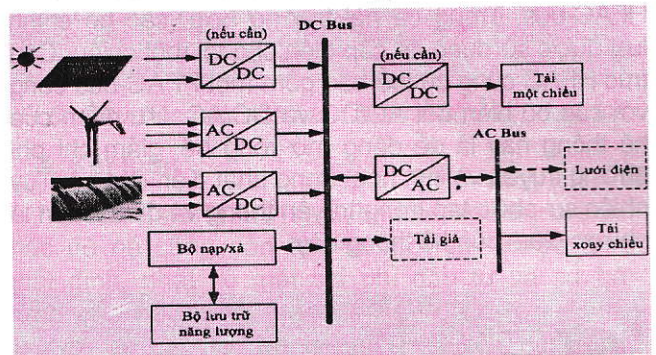 DC Bus
(nếu cần)
DC
DC
(nếu cần)
DC
DC
Tải
một chiều
AC
DC
AC Bus
DC
AC
Lưới điện
AC
DC
Tải
xoay chiều
Bộ nạp/xả
Tải giả
Bộ lưu trữ
năng lượng